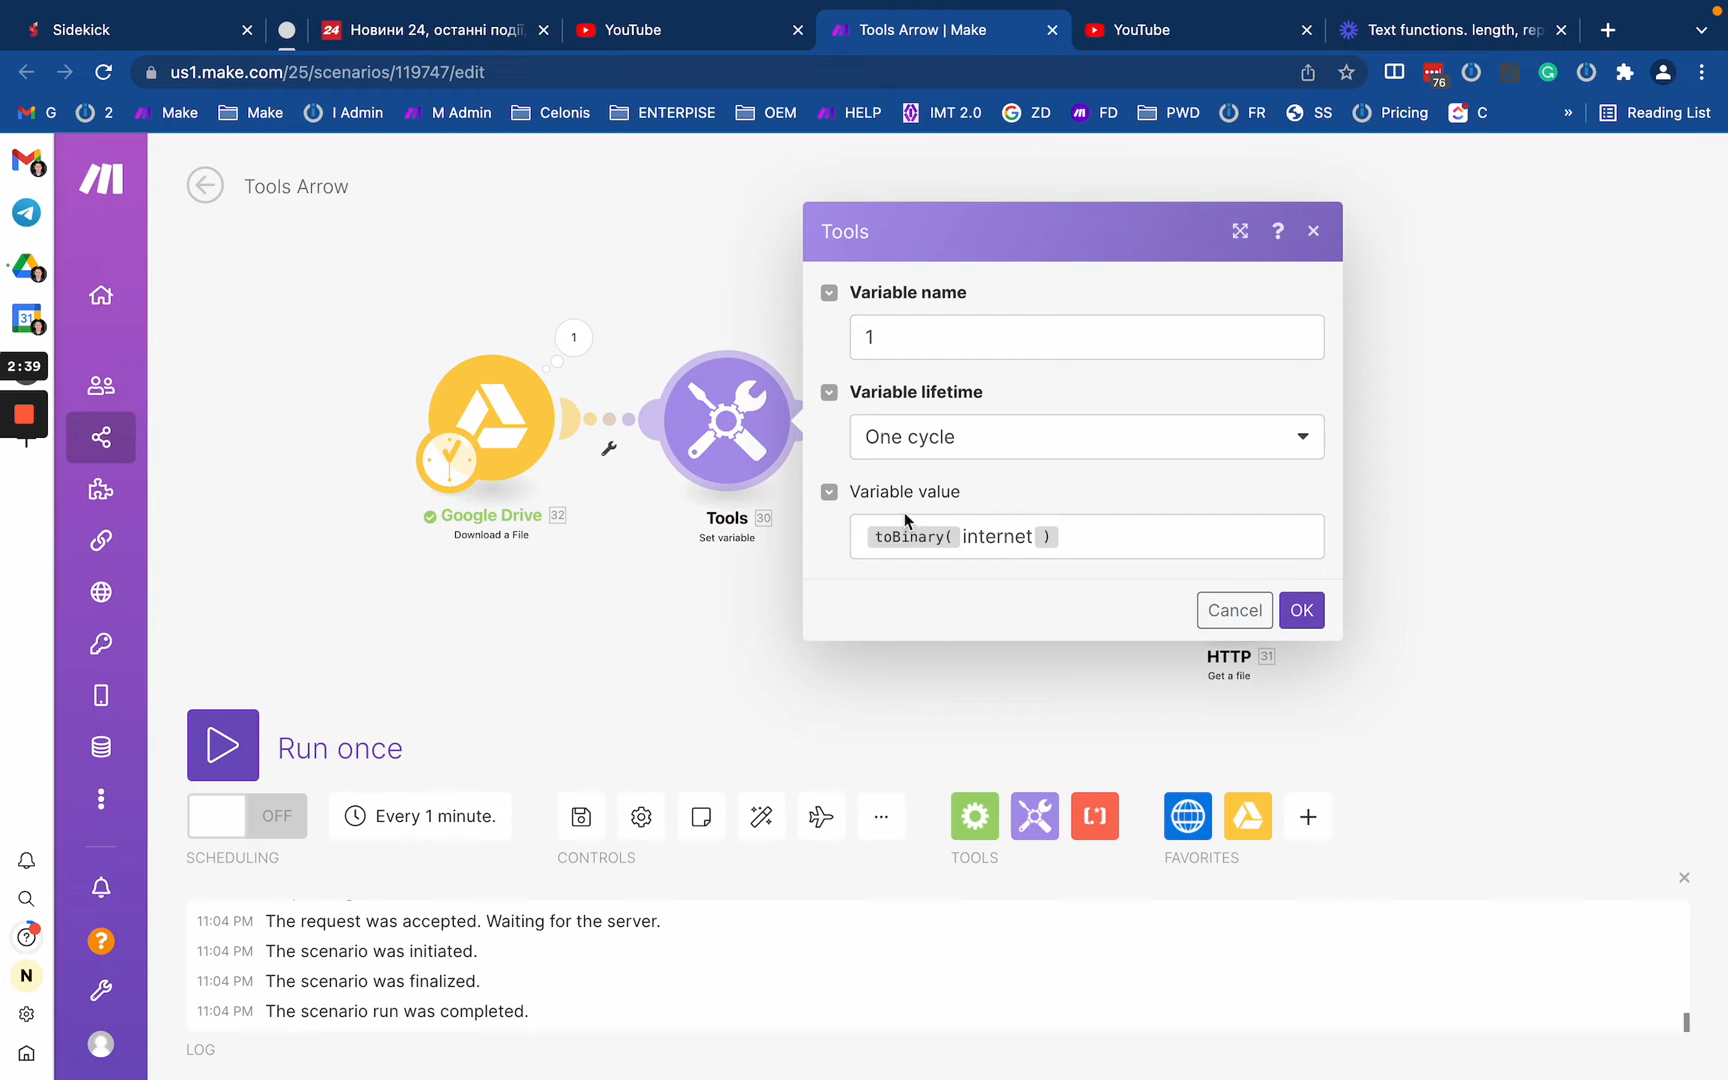 Sidekick
24 Новини 24, останні події,
YouTube
Tools Arrow | Make
YouTube
Text functions. length, rep
us1.make.com/25/scenarios/119747/edit
76
G
2
Make
Make
I Admin
M Admin
Celonis
ENTERPISE
OEM
HELP
IMT 2.0
ZD
FD
PWD
FR
SS
Pricing
C
»
Reading List
31
2:39
N
Tools Arrow
1
Google Drive 32
Download a File
Tools 30
Set variable
Tools
?
Variable name
1
Variable lifetime
One cycle
Variable value
toBinary( internet )
Cancel
OK
HTTP 31
Get a file
Run once
OFF
Every 1 minute.
SCHEDULING
CONTROLS
TOOLS
FAVORITES
11:04 PM The request was accepted. Waiting for the server.
11:04 PM The scenario was initiated.
11:04 PM The scenario was finalized.
11:04 PM The scenario run was completed.
LOG